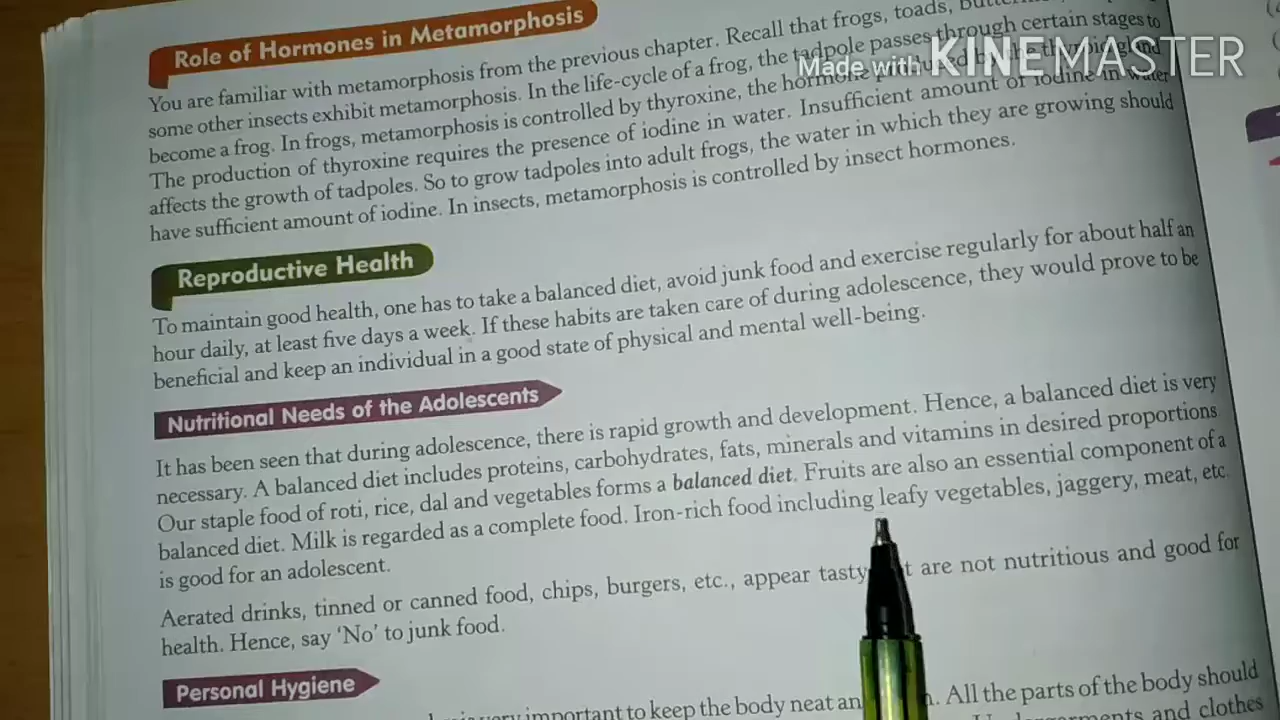 Role of Hormones in Metamorphosis
Made with KINEMASTER
You are familiar with metamorphosis from the previous chapter. Recall that frogs, toads,
some other insects exhibit metamorphosis. In the life-cycle of a frog, the tadpole passes through certain stages to
become a frog. In frogs, metamorphosis is controlled by thyroxine, the hormone
The production of thyroxine requires the presence of iodine in water. Insufficient amount of iodine in water
affects the growth of tadpoles. So to grow tadpoles into adult frogs, the water in which they are growing should
have sufficient amount of iodine. In insects, metamorphosis is controlled by insect hormones.
Reproductive Health
To maintain good health, one has to take a balanced diet, avoid junk food and exercise regularly for about half an
hour daily, at least five days a week. If these habits are taken care of during adolescence, they would prove to be
beneficial and keep an individual in a good state of physical and mental well-being.
Nutritional Needs of the Adolescents
It has been seen that during adolescence, there is rapid growth and development. Hence, a balanced diet is very
necessary. A balanced diet includes proteins, carbohydrates, fats, minerals and vitamins in desired proportions
Our staple food of roti, rice, dal and vegetables forms a balanced diet. Fruits are also an essential component of a
balanced diet. Milk is regarded as a complete food. Iron-rich food including leafy vegetables, jaggery, meat, etc.
is good for an adolescent.
Aerated drinks, tinned or canned food, chips, burgers, etc., appear tasty are not nutritious and good for
health. Hence, say 'No' to junk food.
Personal Hygiene
very important to keep the body neat an All the parts of the body should
and clothes